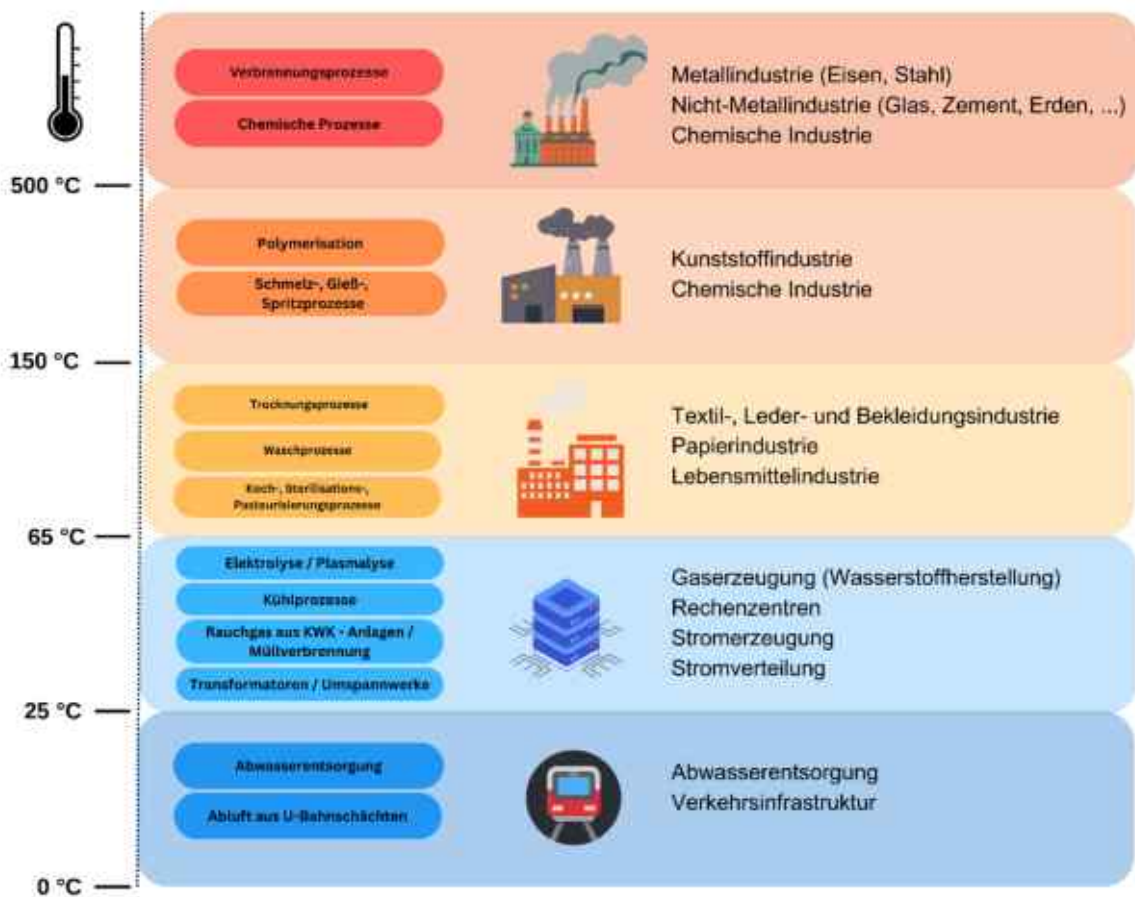 Verbrennungsprozesse
Chemische Prozesse
Metallindustrie (Eisen, Stahl)
Nicht-Metallindustrie (Glas, Zement, Erden, ...)
Chemische Industrie
500 °C
Polymerisation
Schmelz-, Gieß-,
Spritzprozesse
Kunststoffindustrie
Chemische Industrie
150 °C
Trocknungsprozesse
Waschprozesse
Koch-, Sterilisations-,
Pasteurisierungsprozesse
Textil-, Leder- und Bekleidungsindustrie
Papierindustrie
Lebensmittelindustrie
65 °C
Elektrolyse / Plasmalyse
Kühlprozesse
Rauchgas aus KWK - Anlagen /
Müllverbrennung
Transformatoren / Umspannwerke
Gaserzeugung (Wasserstoffherstellung)
Rechenzentren
Stromerzeugung
Stromverteilung
25 °C
Abwasserentsorgung
Abluft aus U-Bahnschächten
Abwasserentsorgung
Verkehrsinfrastruktur
0 °C